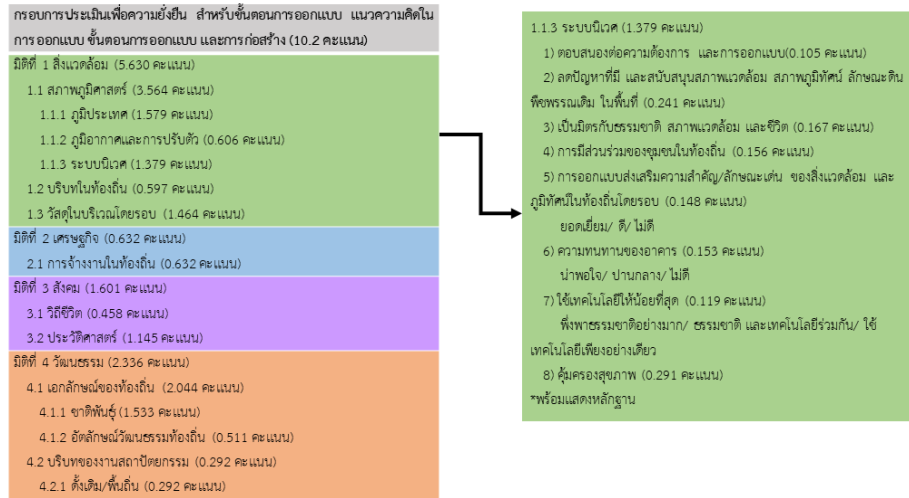 กรอบการประเมินเพื่อความยั่งยืน สำหรับขั้นตอนการออกแบบ แนวความคิดใน
การออกแบบ ขั้นตอนการออกแบบ และการก่อสร้าง (10.2 คะแนน)
มิติที่ 1 สิ่งแวดล้อม (5.630 คะแนน)
1.1 สภาพภูมิศาสตร์ (3.564 คะแนน)
1.1.1 ภูมิประเทศ (1.579 คะแนน)
1.1.2 ภูมิอากาศและการปรับตัว (0.606 คะแนน)
1.1.3 ระบบนิเวศ (1.379 คะแนน)
1.2 บริบทในท้องถิ่น (0.597 คะแนน)
1.3 วัสดุในบริเวณโดยรอบ (1.464 คะแนน)
มิติที่ 2 เศรษฐกิจ (0.632 คะแนน)
2.1 การจ้างงานในท้องถิ่น (0.632 คะแนน)
มิติที่ 3 สังคม (1.601 คะแนน)
3.1 วิถีชีวิต (0.458 คะแนน)
3.2 ประวัติศาสตร์ (1.145 คะแนน)
มิติที่ 4 วัฒนธรรม (2.336 คะแนน)
4.1 เอกลักษณ์ของท้องถิ่น (2.044 คะแนน)
4.1.1 ชาติพันธุ์ (1.533 คะแนน)
4.1.2 อัตลักษณ์วัฒนธรรมท้องถิ่น (0.511 คะแนน)
4.2 บริบทของงานสถาปัตยกรรม (0.292 คะแนน)
4.2.1 ดั้งเดิม/พื้นถิ่น (0.292 คะแนน)
1.1.3 ระบบนิเวศ (1.379 คะแนน)
1) ตอบสนองต่อความต้องการ และการออกแบบ(0.105 คะแนน)
2) ลดปัญหาที่มี และสนับสนุนสภาพแวดล้อม สภาพภูมิทัศน์ ลักษณะดิน
พืชพรรณเดิม ในพื้นที่ (0.241 คะแนน)
3) เป็นมิตรกับธรรมชาติ สภาพแวดล้อม และชีวิต (0.167 คะแนน)
4) การมีส่วนร่วมของชุมชนในท้องถิ่น (0.156 คะแนน)
5) การออกแบบส่งเสริมความสำคัญ/ลักษณะเด่น ของสิ่งแวดล้อม และ
ภูมิทัศน์ในท้องถิ่นโดยรอบ (0.148 คะแนน)
ยอดเยี่ยม/ ดี/ ไม่ดี
6) ความทนทานของอาคาร (0.153 คะแนน)
น่าพอใจ/ ปานกลาง/ ไม่ดี
7) ใช้เทคโนโลยีให้น้อยที่สุด (0.119 คะแนน)
พึ่งพาธรรมชาติอย่างมาก/ ธรรมชาติ และเทคโนโลยีร่วมกัน/ ใช้
เทคโนโลยีเพียงอย่างเดียว
8) คุ้มครองสุขภาพ (0.291 คะแนน)
*พร้อมแสดงหลักฐาน